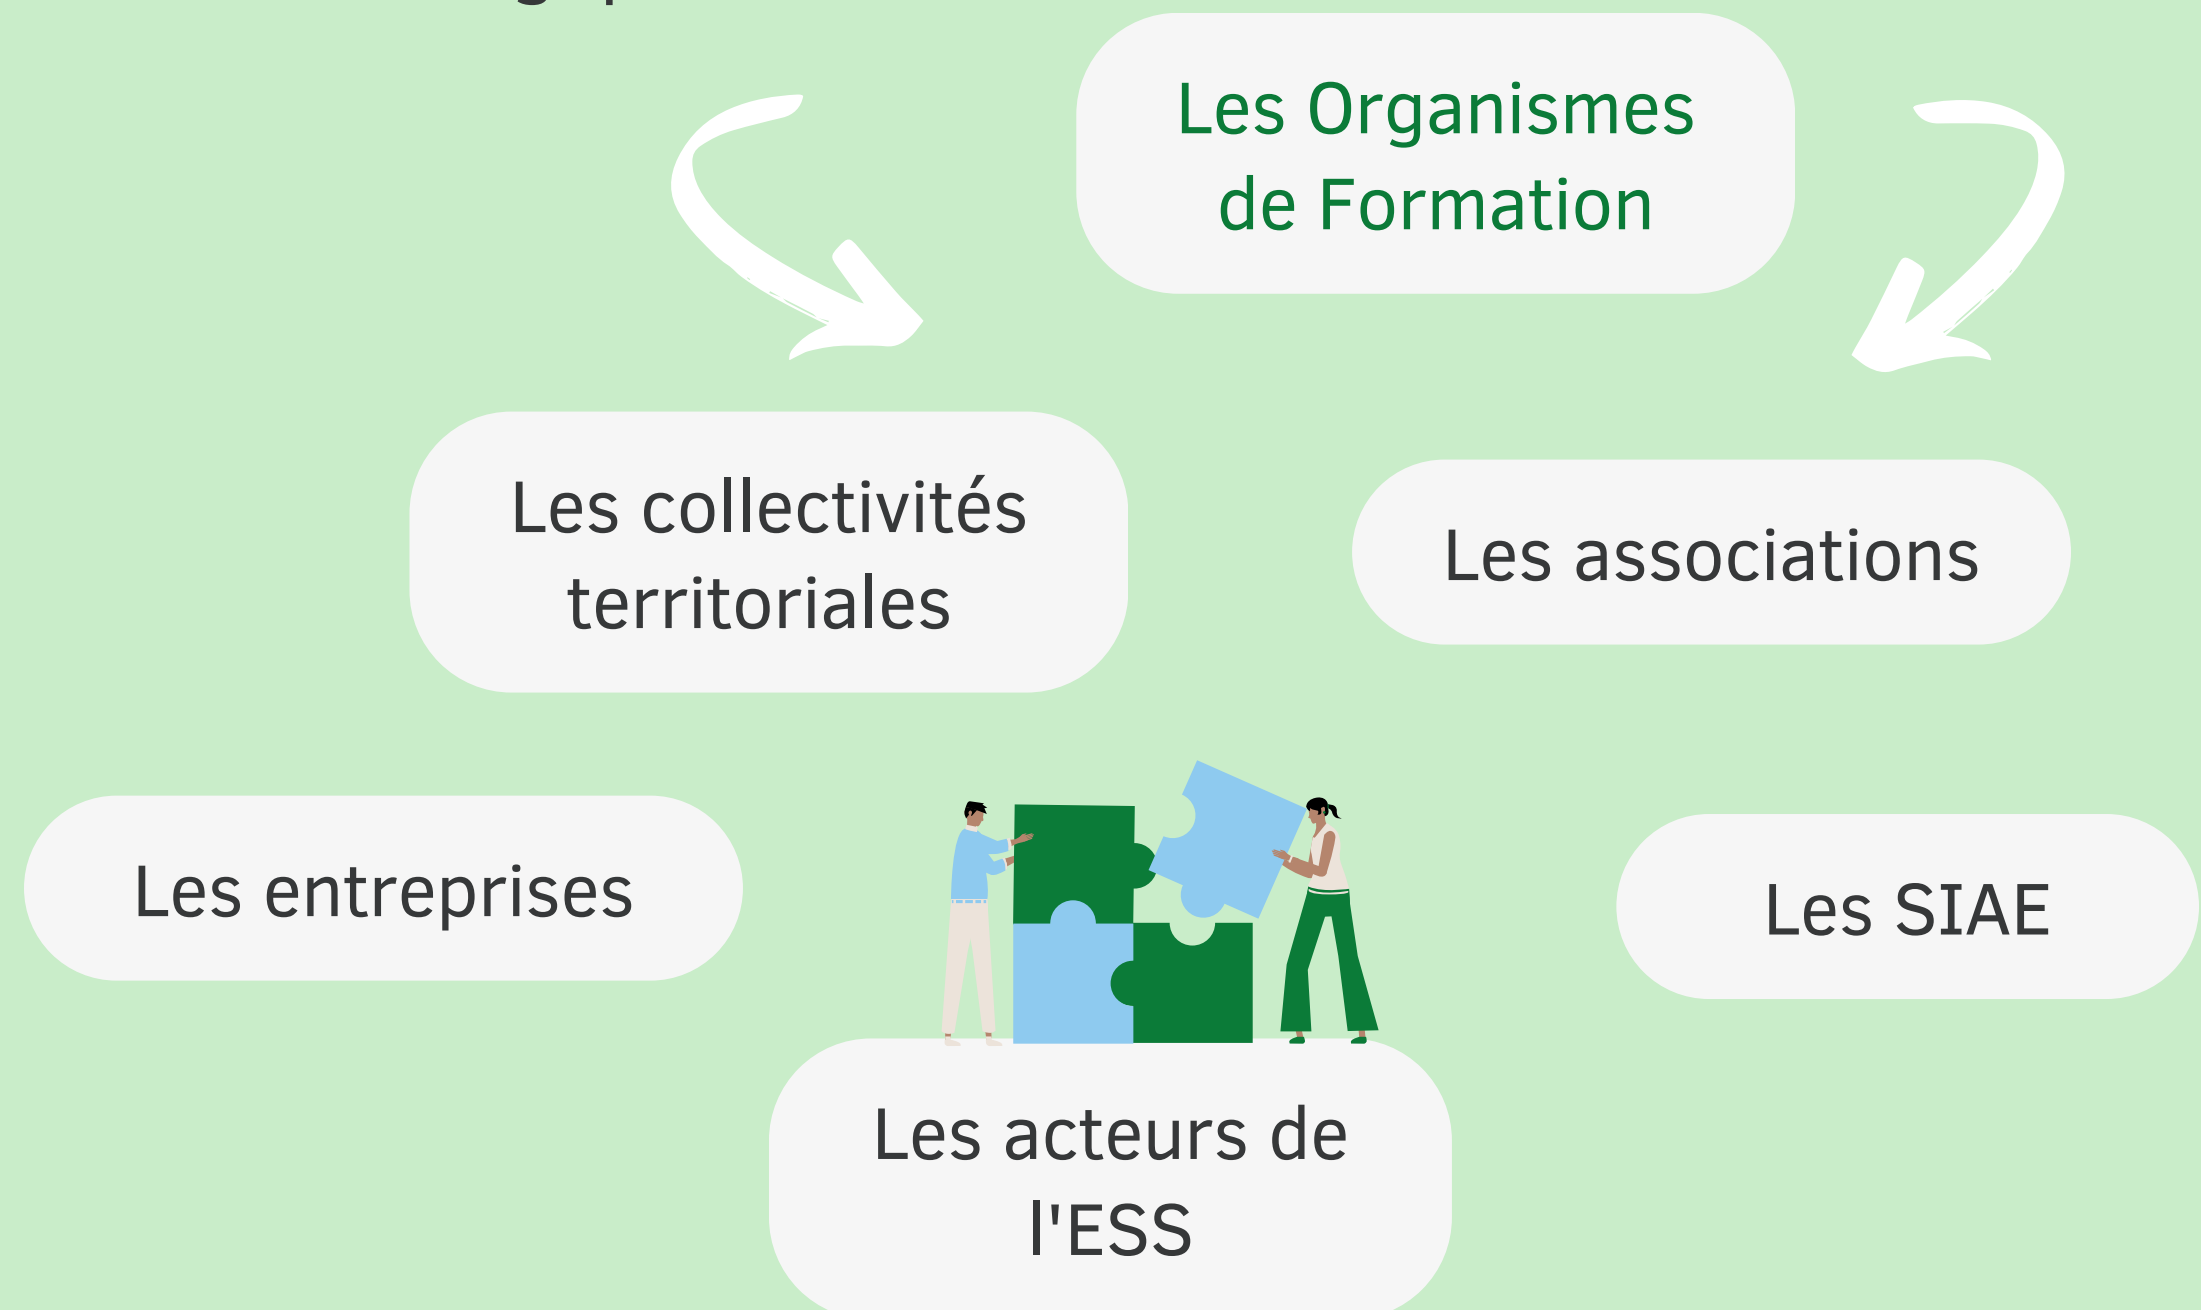 Les Organismes
de Formation
Les collectivités
territoriales
Les associations
Les entreprises
Les SIAE
Les acteurs de
l'ESS